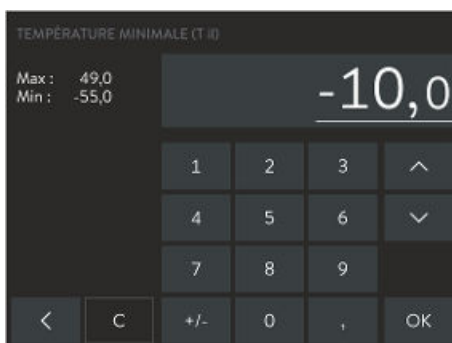 TEMPÉRATURE MINIMALE (T il)
Max : 49,0
Min : -55,0
-10,0
1 2 3
4 5 6
7 8 9
C +/- 0 , OK